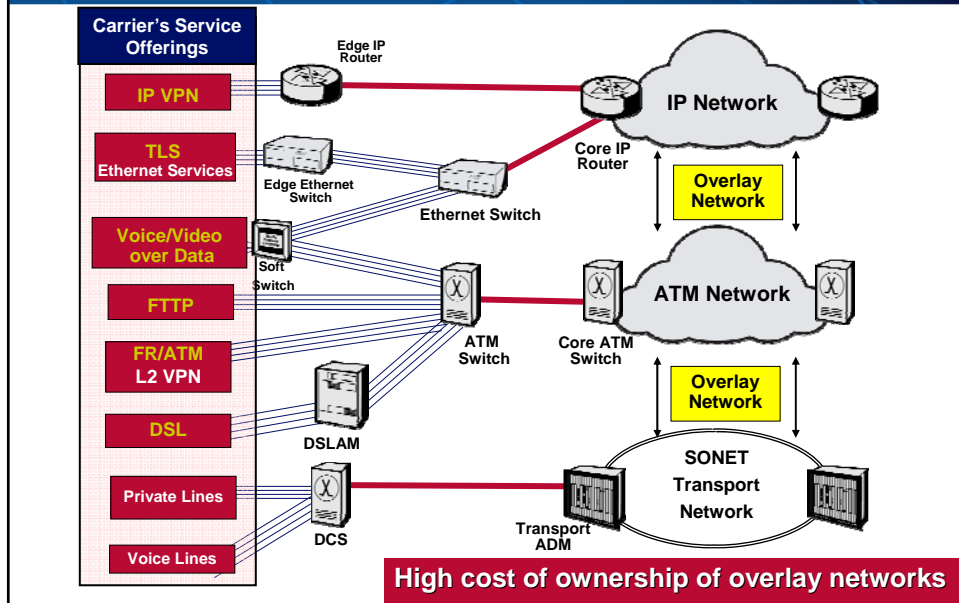 Carrier's Service
Offerings
IP VPN
TLS
Ethernet Services
Voice/Video
over Data
FTTP
FR/ATM
L2 VPN
DSL
Private Lines
Voice Lines
Edge IP
Router
Edge Ethernet
Switch
Ethernet Switch
Soft
Switch
DSLAM
DCS
ATM
Switch
Core IP
Router
IP Network
Overlay
Network
Core ATM
Switch
ATM Network
Overlay
Network
SONET
Transport
Network
Transport
ADM
High cost of ownership of overlay networks